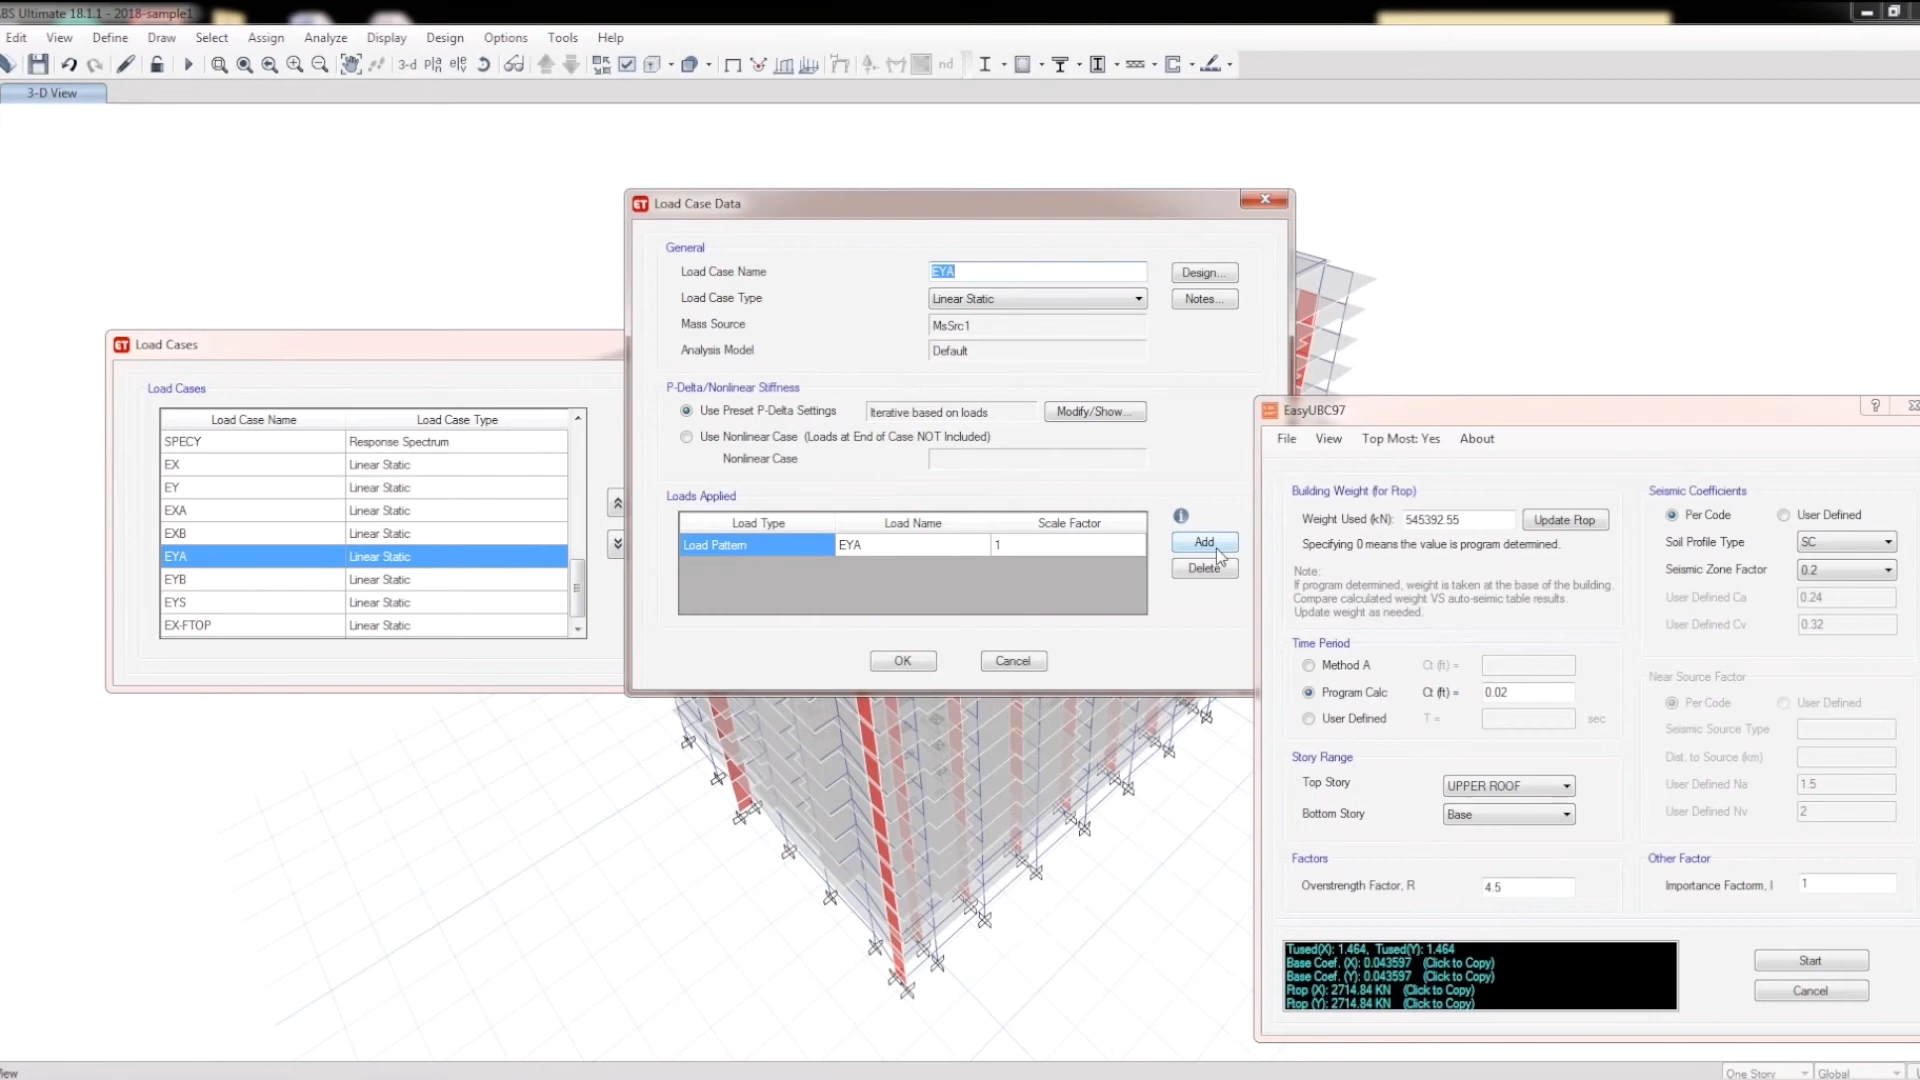 ABS Ultimate 18.1.1 - 2018-sample1
Edit View Define Draw Select Assign Analyze Display Design Options Tools Help
3-d nd
3-D View
Load Case Data
General
Load Case Name EYA Design...
Load Case Type Linear Static Notes...
Mass Source MsSrc1
Analysis Model Default
P-Delta/Nonlinear Stiffness
Use Preset P-Delta Settings Iterative based on loads Modify/Show...
Use Nonlinear Case (Loads at End of Case NOT Included)
Nonlinear Case
Loads Applied
Load Type Load Name Scale Factor
Load Pattern EYA 1
Add
Delete
OK Cancel
Load Cases
Load Cases
Load Case Name Load Case Type
SPECY Response Spectrum
EX Linear Static
EY Linear Static
EXA Linear Static
EXB Linear Static
EYA Linear Static
EYB Linear Static
EYS Linear Static
EX-FTOP Linear Static
EasyUBC97
File View Top Most: Yes About
Building Weight (for Ftop)
Weight Used (kN): 545392.55 Update Ftop
Specifying 0 means the value is program determined.
Note:
If program determined, weight is taken at the base of the building.
Compare calculated weight VS auto-seimic table results.
Update weight as needed.
Time Period
Method A Ct (ft) =
Program Calc Ct (ft) = 0.02
User Defined T = sec
Story Range
Top Story UPPER ROOF
Bottom Story Base
Factors
Overstrength Factor, R 4.5
Seismic Coefficients
Per Code User Defined
Soil Profile Type SC
Seismic Zone Factor 0.2
User Defined Ca 0.24
User Defined Cv 0.32
Near Source Factor
Per Code User Defined
Seismic Source Type
Dist. to Source (km)
User Defined Na 1.5
User Defined Nv 2
Other Factor
Importance Factorm, I 1
Tused(X): 1.464, Tused(Y): 1.464
Base Coef. (X): 0.043597 (Click to Copy)
Base Coef. (Y): 0.043597 (Click to Copy)
Ftop (X): 2714.84 KN (Click to Copy)
Ftop (Y): 2714.84 KN (Click to Copy)
Start
Cancel
One Story Global